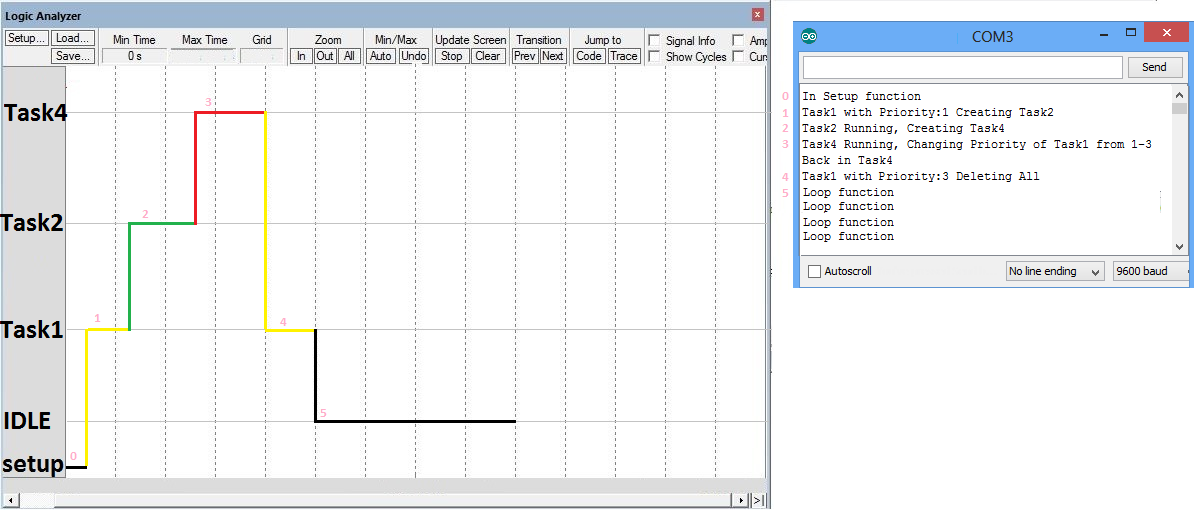 Logic Analyzer
Setup... Load... Min Time Max Time Grid Zoom Min/Max Update Screen Transition Jump to Signal Info Amp
Save... 0 s In Out All Auto Undo Stop Clear Prev Next Code Trace Show Cycles Curs
Task4
3
Task2
2
Task1
1
4
IDLE
5
setup
0
COM3
Send
0 In Setup function
1 Task1 with Priority:1 Creating Task2
2 Task2 Running, Creating Task4
3 Task4 Running, Changing Priority of Task1 from 1-3
Back in Task4
4 Task1 with Priority:3 Deleting All
5 Loop function
Loop function
Loop function
Loop function
Autoscroll No line ending 9600 baud